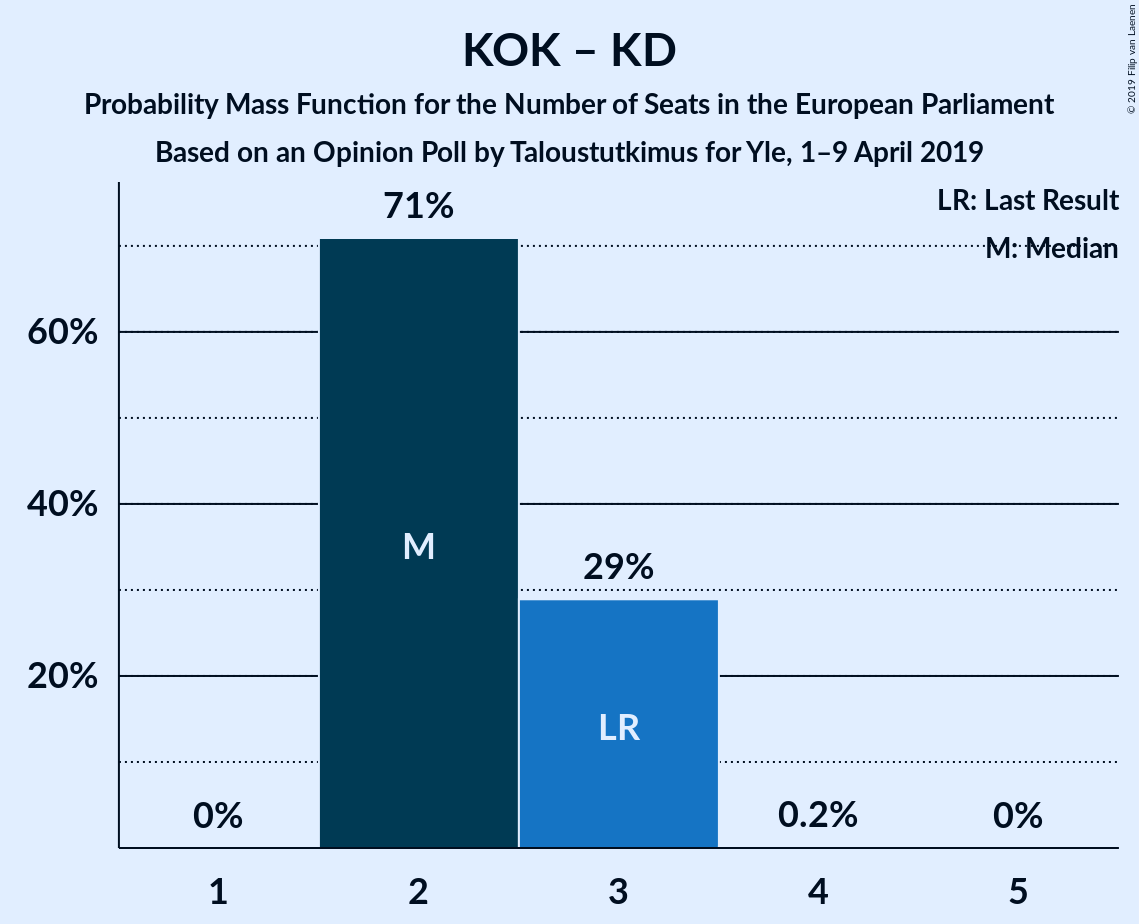 KOK – KD
Probability Mass Function for the Number of Seats in the European Parliament
Based on an Opinion Poll by Taloustutkimus for Yle, 1–9 April 2019
© 2019 Filip van Laenen
LR: Last Result
M: Median
71%
60%
40%
M
29%
20%
LR
0%
0.2%
0%
1 2 3 4 5